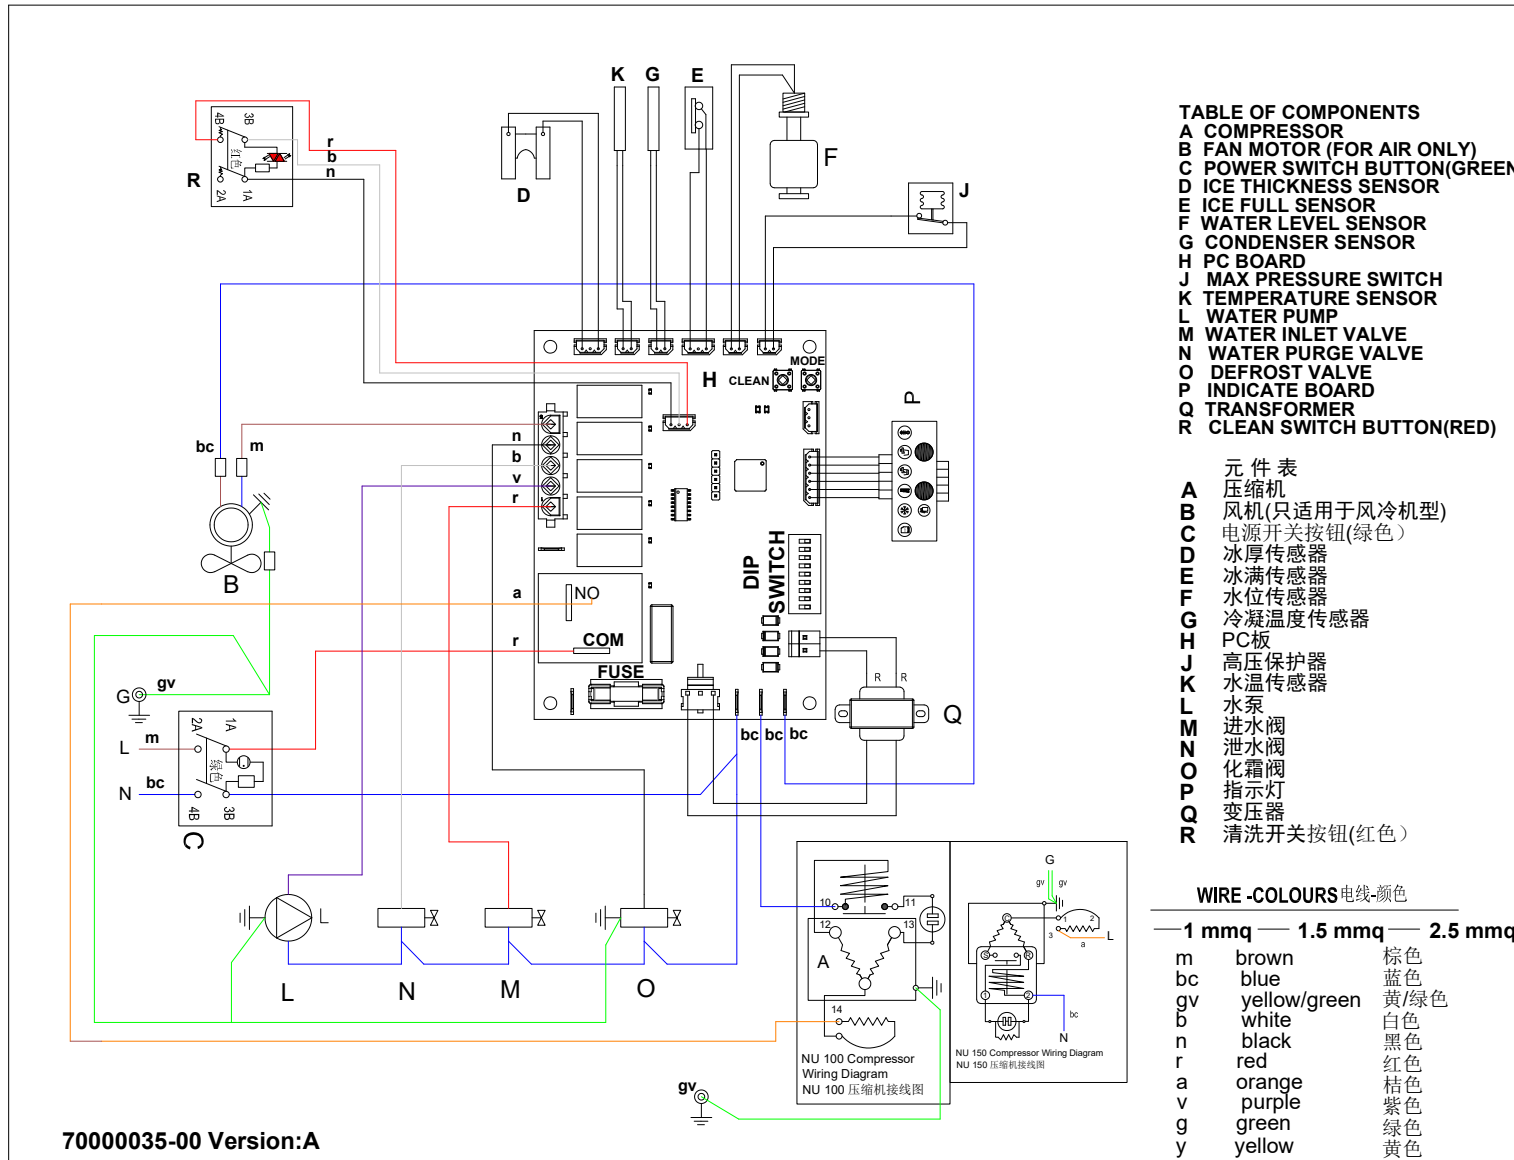 K G E
4B 3B
红色
2A 1A
R
r
b
n
D
F
J
TABLE OF COMPONENTS
A COMPRESSOR
B FAN MOTOR (FOR AIR ONLY)
C POWER SWITCH BUTTON(GREEN
D ICE THICKNESS SENSOR
E ICE FULL SENSOR
F WATER LEVEL SENSOR
G CONDENSER SENSOR
H PC BOARD
J MAX PRESSURE SWITCH
K TEMPERATURE SENSOR
L WATER PUMP
M WATER INLET VALVE
N WATER PURGE VALVE
O DEFROST VALVE
P INDICATE BOARD
Q TRANSFORMER
R CLEAN SWITCH BUTTON(RED)
H CLEAN MODE
P
bc m
n
b
v
r
B
DIP SWITCH
a NO
r COM
FUSE
R R
Q
bc bc bc
G gv
2A 1A
L m
绿色
N bc
4B 3B
C
元 件 表
A 压缩机
B 风机(只适用于风冷机型)
C 电源开关按钮(绿色）
D 冰厚传感器
E 冰满传感器
F 水位传感器
G 冷凝温度传感器
H PC板
J 高压保护器
K 水温传感器
L 水泵
M 进水阀
N 泄水阀
O 化霜阀
P 指示灯
Q 变压器
R 清洗开关按钮(红色）
L
L N M O
10 11
12 13
A
14
NU 100 Compressor
Wiring Diagram
NU 100 压缩机接线图
G
gv gv
1 2
3 L
a
S R
1 2
bc
N
NU 150 Compressor Wiring Diagram
NU 150 压缩机接线图
gv
WIRE -COLOURS 电线-颜色
1 mmq 1.5 mmq 2.5 mmq
m brown 棕色
bc blue 蓝色
gv yellow/green 黄/绿色
b white 白色
n black 黑色
r red 红色
a orange 桔色
v purple 紫色
g green 绿色
y yellow 黄色
70000035-00 Version:A